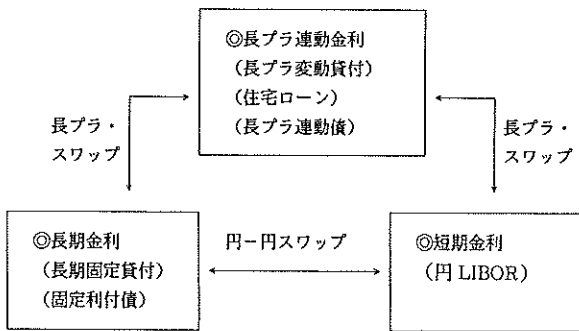 ◎長プラ連動金利
（長プラ変動貸付）
（住宅ローン）
（長プラ連動債）
長プラ・
スワップ
長プラ・
スワップ
◎長期金利
（長期固定貸付）
（固定利付債）
円－円スワップ
◎短期金利
（円 LIBOR）